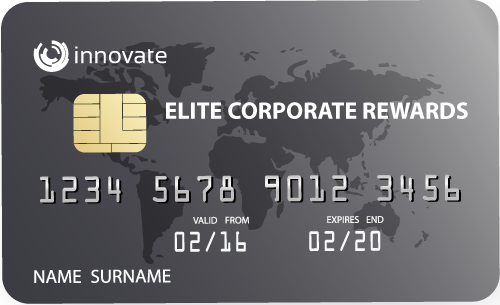 innovate
ELITE CORPORATE REWARDS
1234 5678 9012 3456
VALID FROM EXPIRES END
02/16 02/20
NAME SURNAME